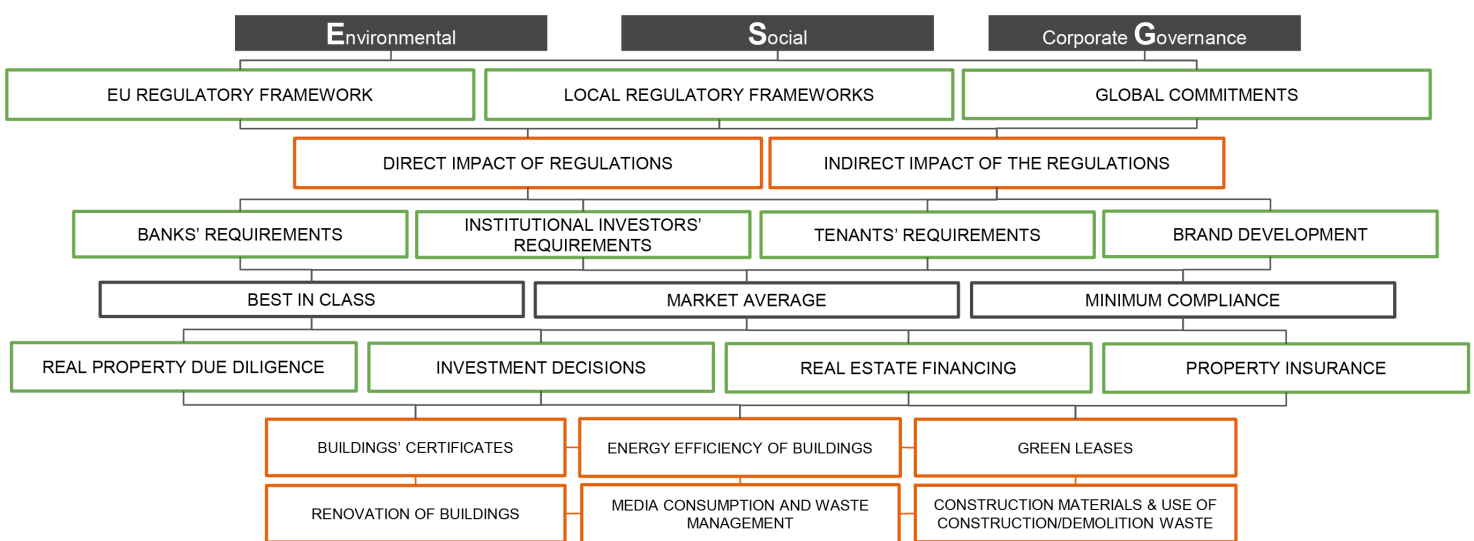 Environmental
Social
Corporate Governance
EU REGULATORY FRAMEWORK
LOCAL REGULATORY FRAMEWORKS
GLOBAL COMMITMENTS
DIRECT IMPACT OF REGULATIONS
INDIRECT IMPACT OF THE REGULATIONS
BANKS’ REQUIREMENTS
INSTITUTIONAL INVESTORS’
REQUIREMENTS
TENANTS’ REQUIREMENTS
BRAND DEVELOPMENT
BEST IN CLASS
MARKET AVERAGE
MINIMUM COMPLIANCE
REAL PROPERTY DUE DILIGENCE
INVESTMENT DECISIONS
REAL ESTATE FINANCING
PROPERTY INSURANCE
BUILDINGS’ CERTIFICATES
ENERGY EFFICIENCY OF BUILDINGS
GREEN LEASES
RENOVATION OF BUILDINGS
MEDIA CONSUMPTION AND WASTE
MANAGEMENT
CONSTRUCTION MATERIALS & USE OF
CONSTRUCTION/DEMOLITION WASTE